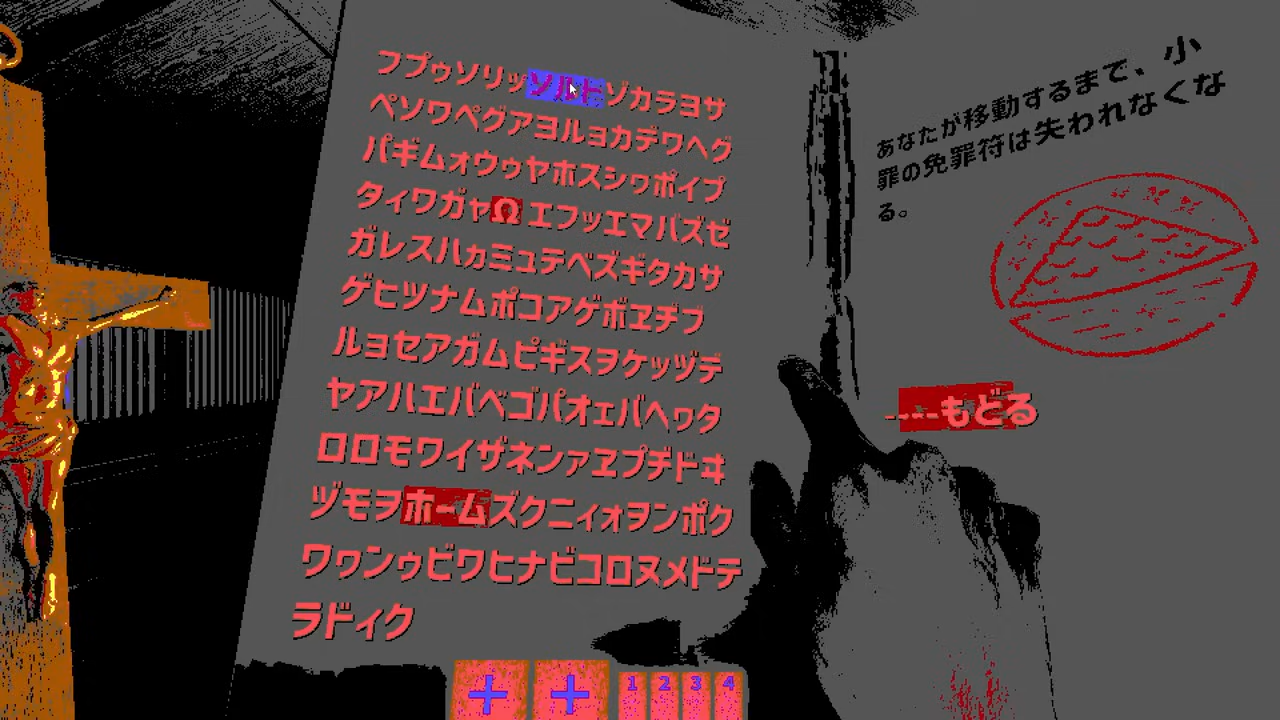 フプゥソリッソルトゾカラヨサ
ペソワペグアヨルョカデワヘグ
パギムォウゥヤホスシヮポイプ
タィワガャΩ エフッエマバズゼ
ガレスハヵミュテベズギタカサ
ゲヒツナムポコアゲボヱヂブ
ルョセアガムピギスヲケッヅデ
ヤアハエバベゴパオェバヘヮタ
ロロモワイザネンァヱプヂドヰ
ヅモヲホームズクニィォヲンポク
ワヮンゥビワヒナビコロヌメドテ
ラドィク
あなたが移動するまで、小
罪の免罪符は失われなくな
る。
----もどる
1 2 3 4